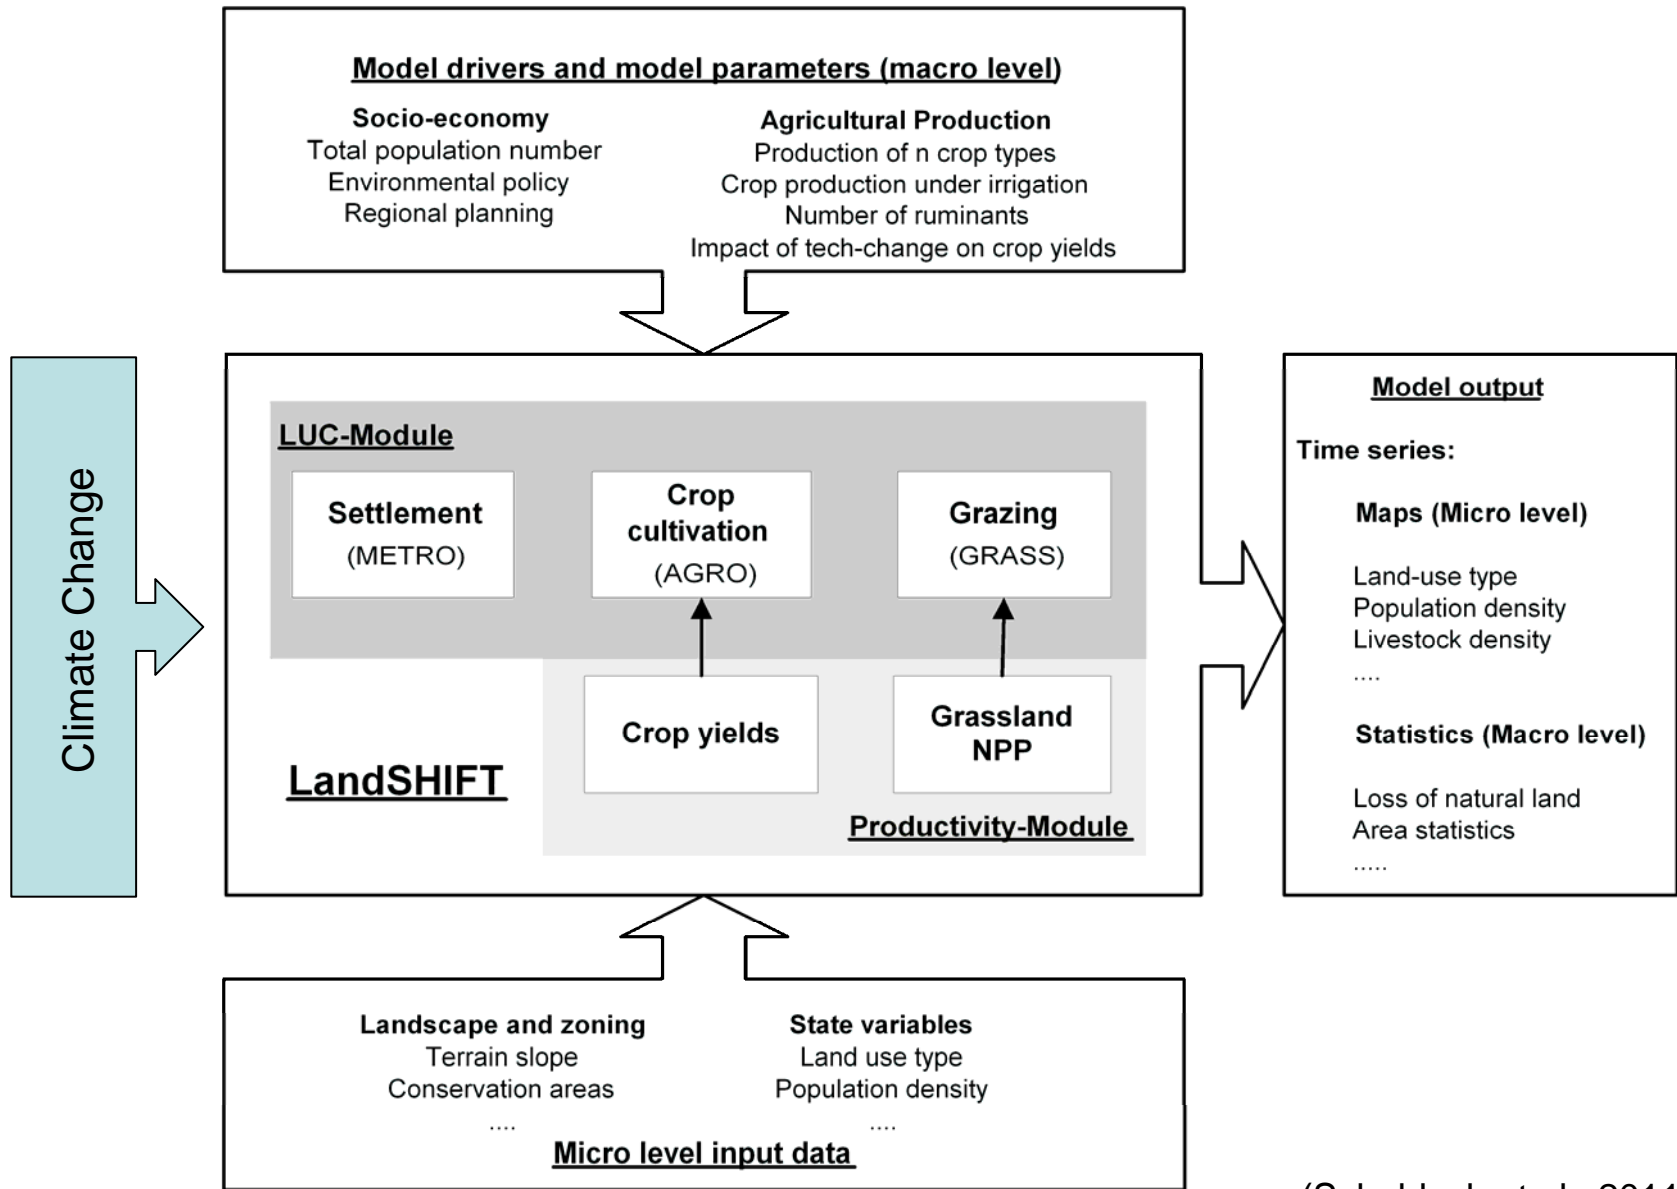 Model drivers and model parameters (macro level)
Socio-economy
Total population number
Environmental policy
Regional planning
Agricultural Production
Production of n crop types
Crop production under irrigation
Number of ruminants
Impact of tech-change on crop yields
Climate Change
LUC-Module
Settlement
(METRO)
Crop
cultivation
(AGRO)
Grazing
(GRASS)
Crop yields
Grassland
NPP
LandSHIFT
Productivity-Module
Model output
Time series:
Maps (Micro level)
Land-use type
Population density
Livestock density
....
Statistics (Macro level)
Loss of natural land
Area statistics
.....
Landscape and zoning
Terrain slope
Conservation areas
....
State variables
Land use type
Population density
....
Micro level input data